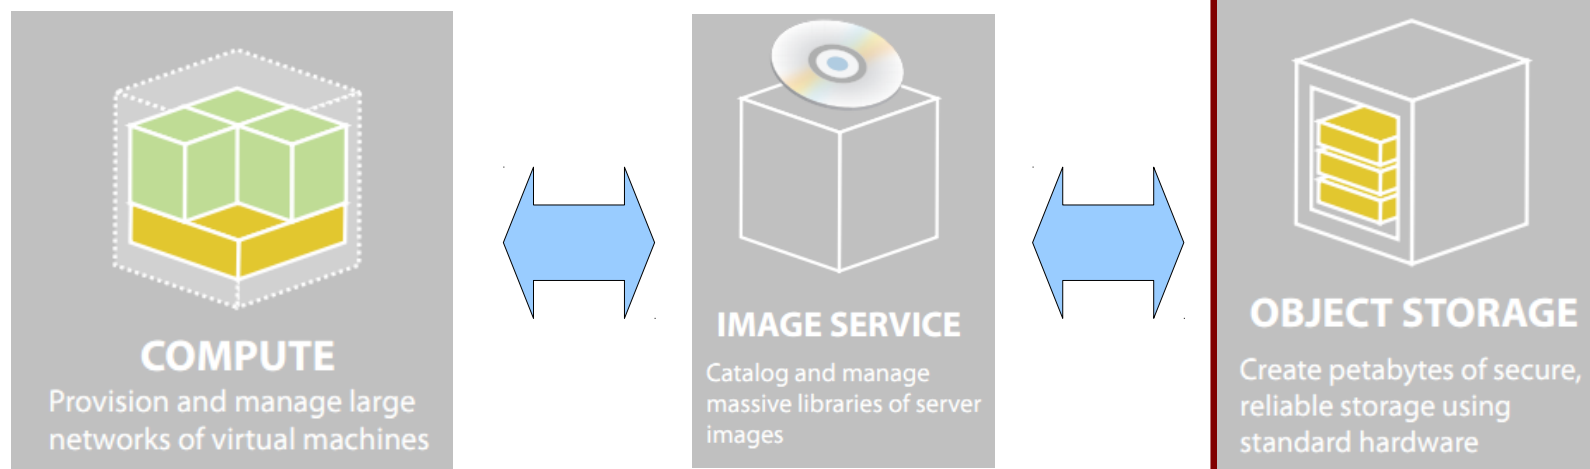 COMPUTE
Provision and manage large
networks of virtual machines
IMAGE SERVICE
Catalog and manage
massive libraries of server
images
OBJECT STORAGE
Create petabytes of secure,
reliable storage using
standard hardware